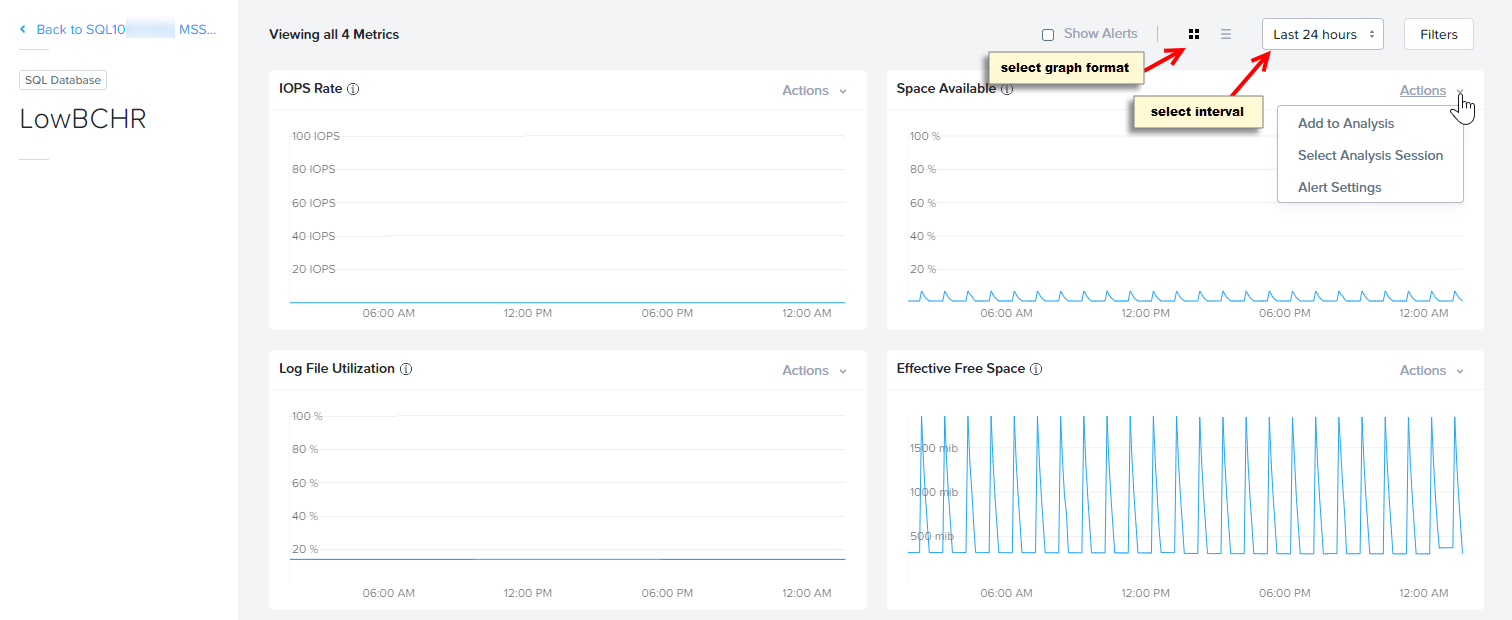 Back to SQL10 MSS...
SQL Database
LowBCHR
Viewing all 4 Metrics
Show Alerts
Last 24 hours
Filters
select graph format
select interval
IOPS Rate
Actions
100 IOPS
80 IOPS
60 IOPS
40 IOPS
20 IOPS
06:00 AM 12:00 PM 06:00 PM 12:00 AM
Space Available
Actions
Add to Analysis
Select Analysis Session
Alert Settings
100 %
80 %
60 %
40 %
20 %
06:00 AM 12:00 PM 06:00 PM 12:00 AM
Log File Utilization
Actions
100 %
80 %
60 %
40 %
20 %
06:00 AM 12:00 PM 06:00 PM 12:00 AM
Effective Free Space
Actions
1500 mib
1000 mib
500 mib
06:00 AM 12:00 PM 06:00 PM 12:00 AM